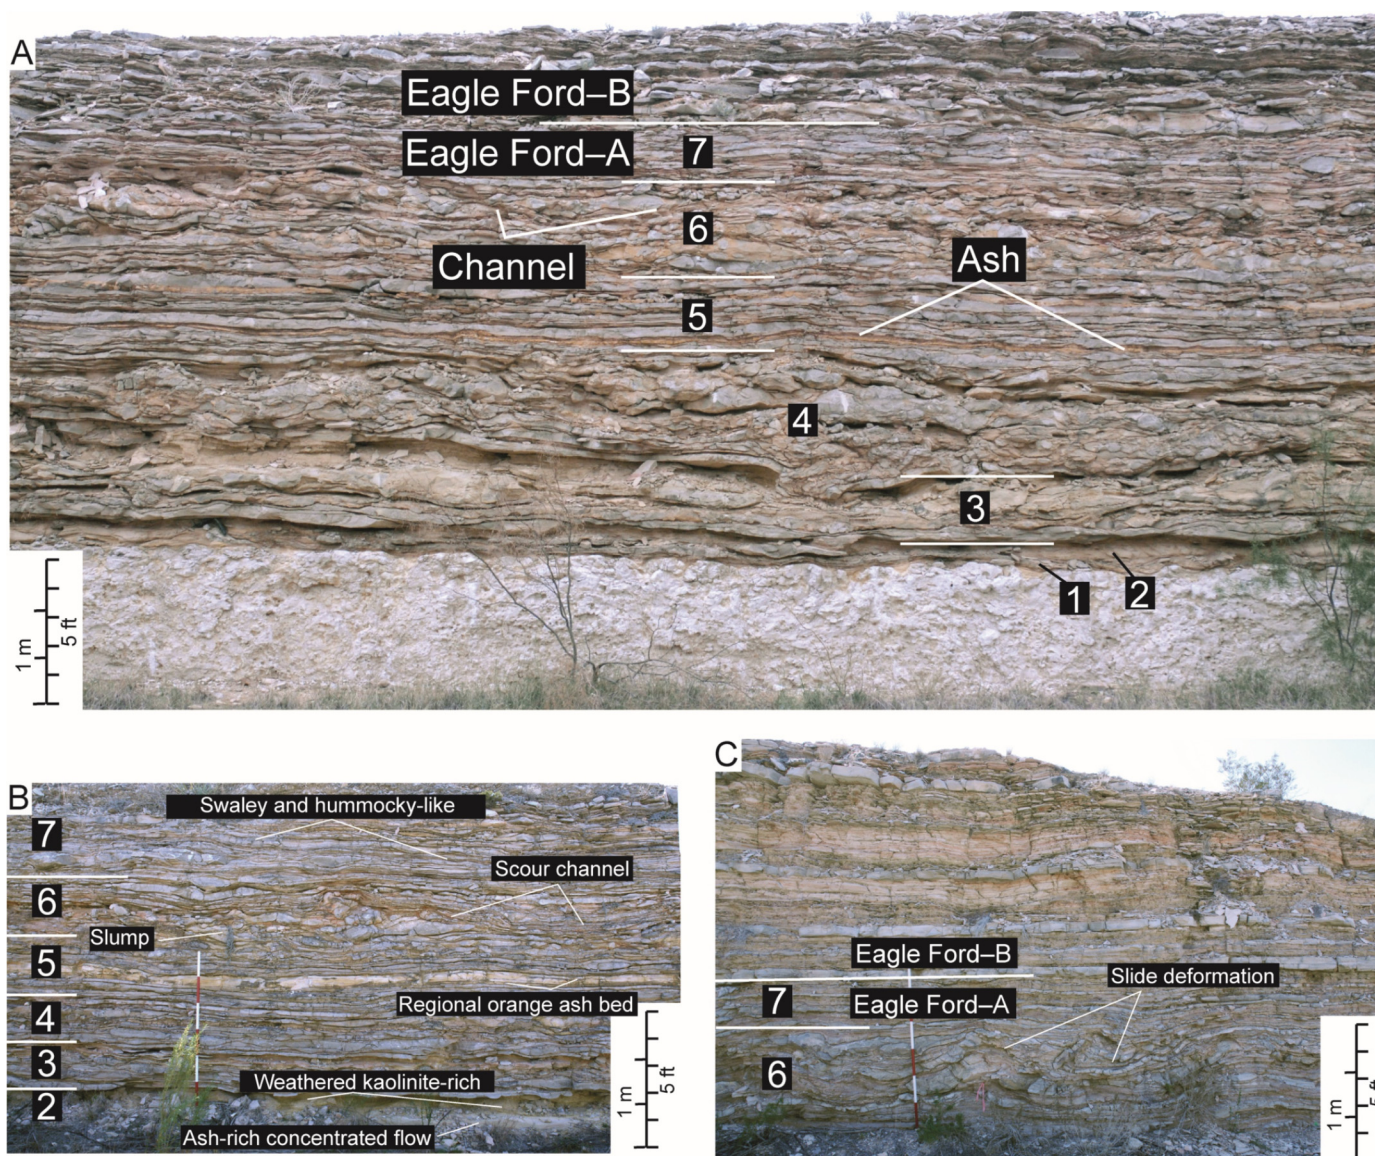 A
Eagle Ford–B
Eagle Ford–A
7
6
Channel
Ash
5
4
3
1
2
1 m
5 ft
B
Swaley and hummocky-like
7
Scour channel
6
Slump
5
Regional orange ash bed
4
3
Weathered kaolinite-rich
2
Ash-rich concentrated flow
1 m
5 ft
C
Eagle Ford–B
Slide deformation
7
Eagle Ford–A
6
1 m
5 ft